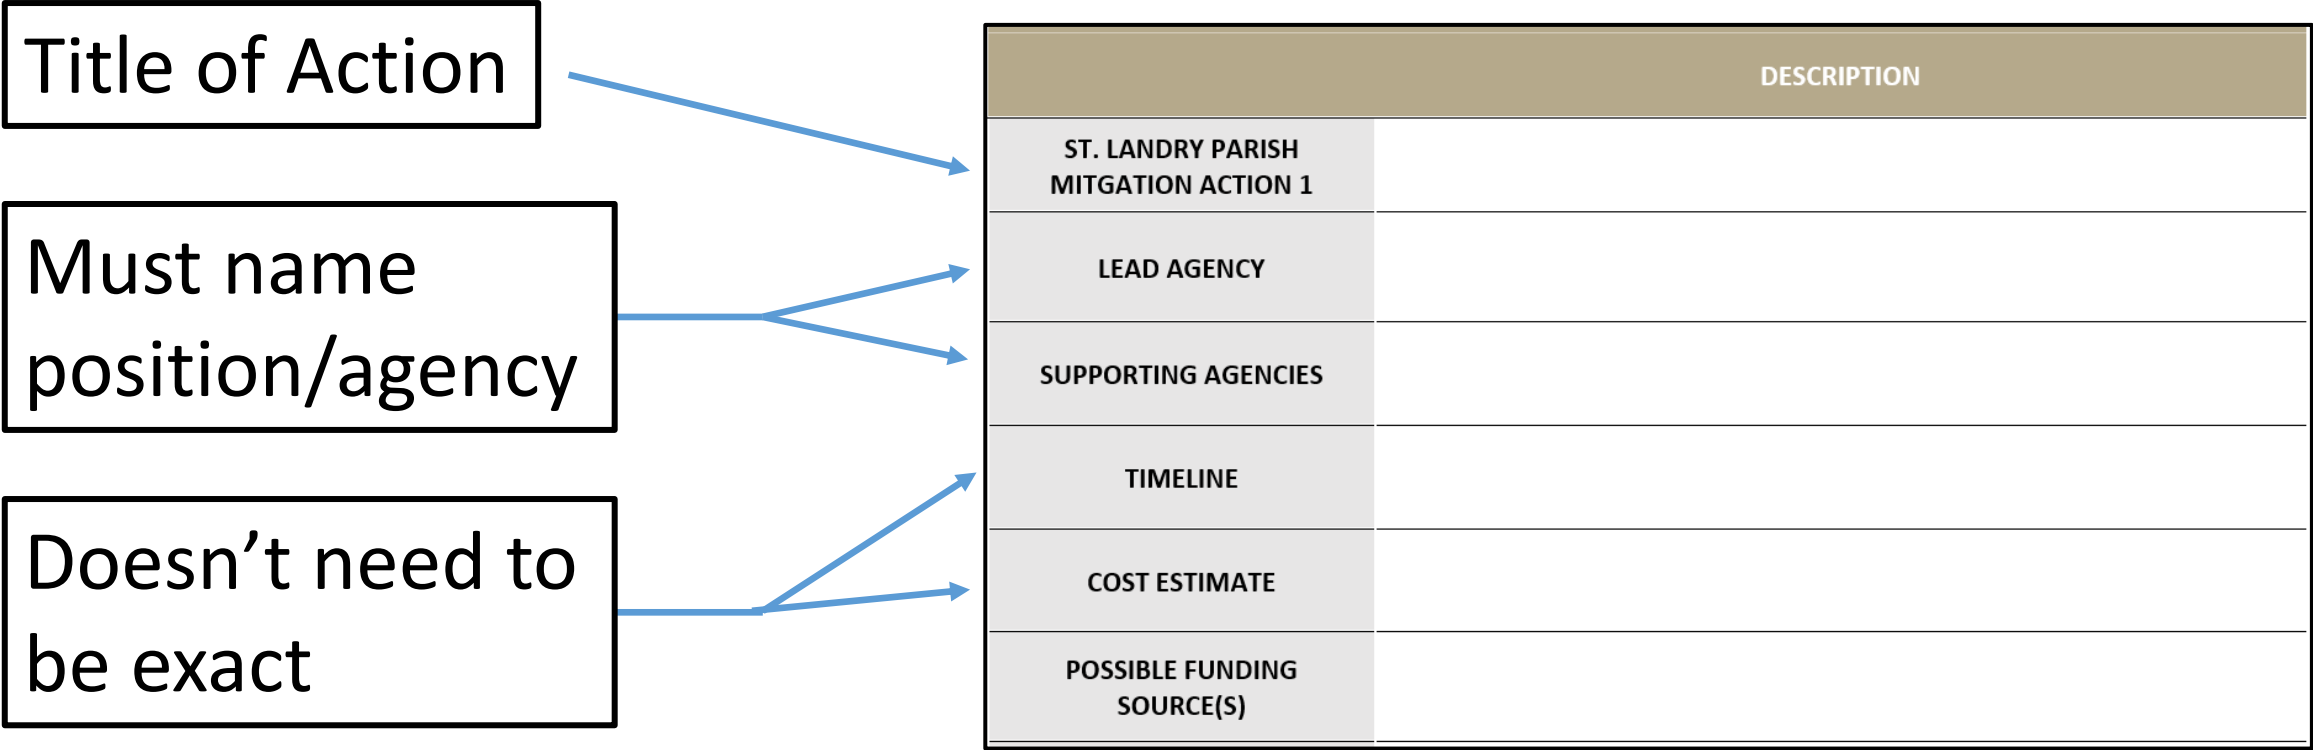 Title of Action
Must name
position/agency
Doesn’t need to
be exact
DESCRIPTION
ST. LANDRY PARISH
MITGATION ACTION 1
LEAD AGENCY
SUPPORTING AGENCIES
TIMELINE
COST ESTIMATE
POSSIBLE FUNDING
SOURCE(S)